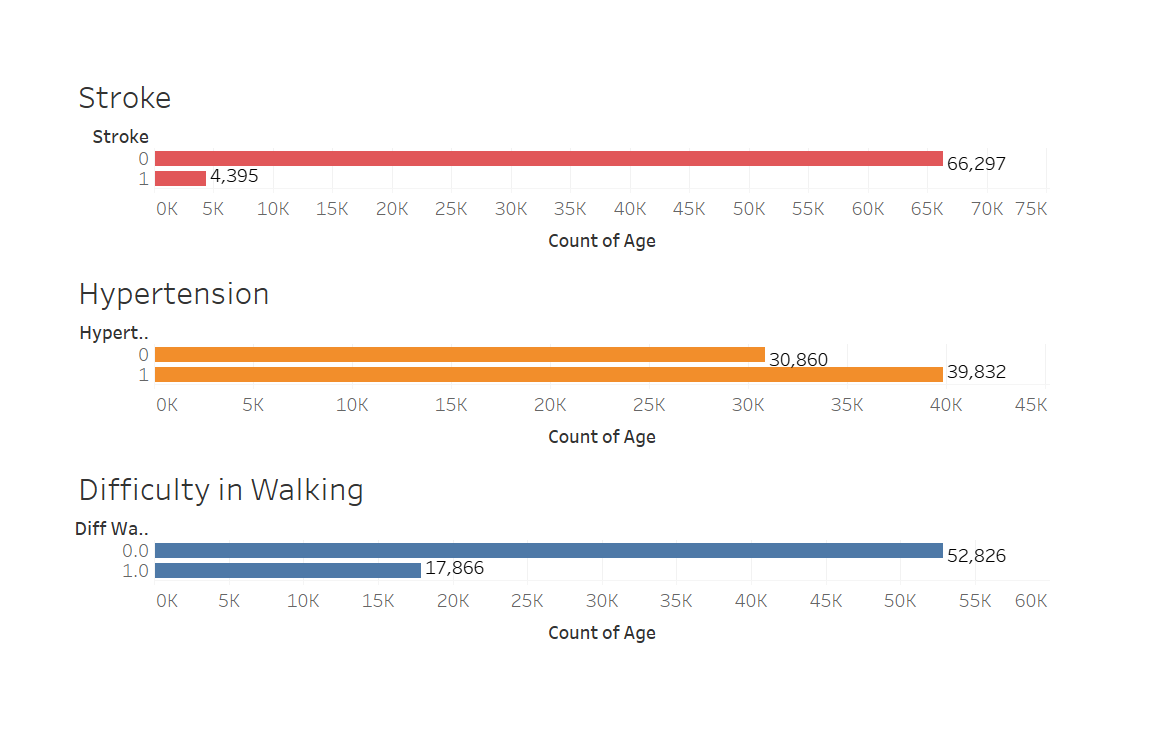 Stroke
Stroke
0 66,297
1 4,395
0K 5K 10K 15K 20K 25K 30K 35K 40K 45K 50K 55K 60K 65K 70K 75K
Count of Age
Hypertension
Hypert..
0 30,860
1 39,832
0K 5K 10K 15K 20K 25K 30K 35K 40K 45K
Count of Age
Difficulty in Walking
Diff Wa..
0.0 52,826
1.0 17,866
0K 5K 10K 15K 20K 25K 30K 35K 40K 45K 50K 55K 60K
Count of Age